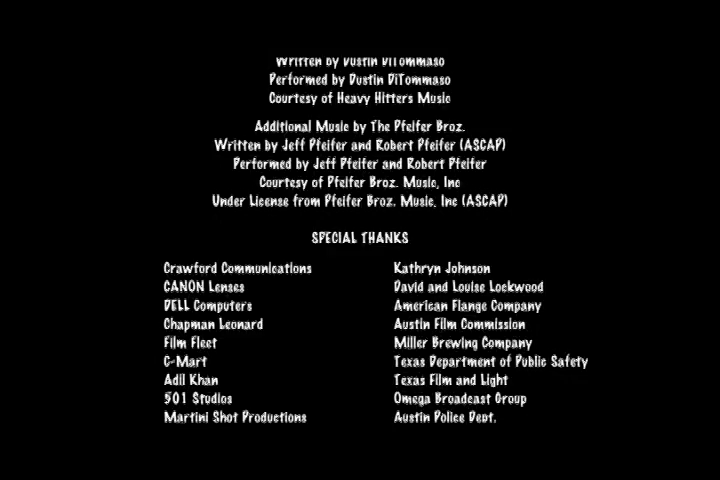 Written by Dustin DiTommaso
Performed by Dustin DiTommaso
Courtesy of Heavy Hitters Music
Additional Music by The Pfeifer Broz.
Written by Jeff Pfeifer and Robert Pfeifer (ASCAP)
Performed by Jeff Pfeifer and Robert Pfeifer
Courtesy of Pfeifer Broz. Music, Inc
Under License from Pfeifer Broz. Music, Inc (ASCAP)
SPECIAL THANKS
Crawford Communications Kathryn Johnson
CANON Lenses David and Louise Lockwood
DELL Computers American Flange Company
Chapman Leonard Austin Film Commission
Film Fleet Miller Brewing Company
C-Mart Texas Department of Public Safety
Adil Khan Texas Film and Light
501 Studios Omega Broadcast Group
Martini Shot Productions Austin Police Dept.